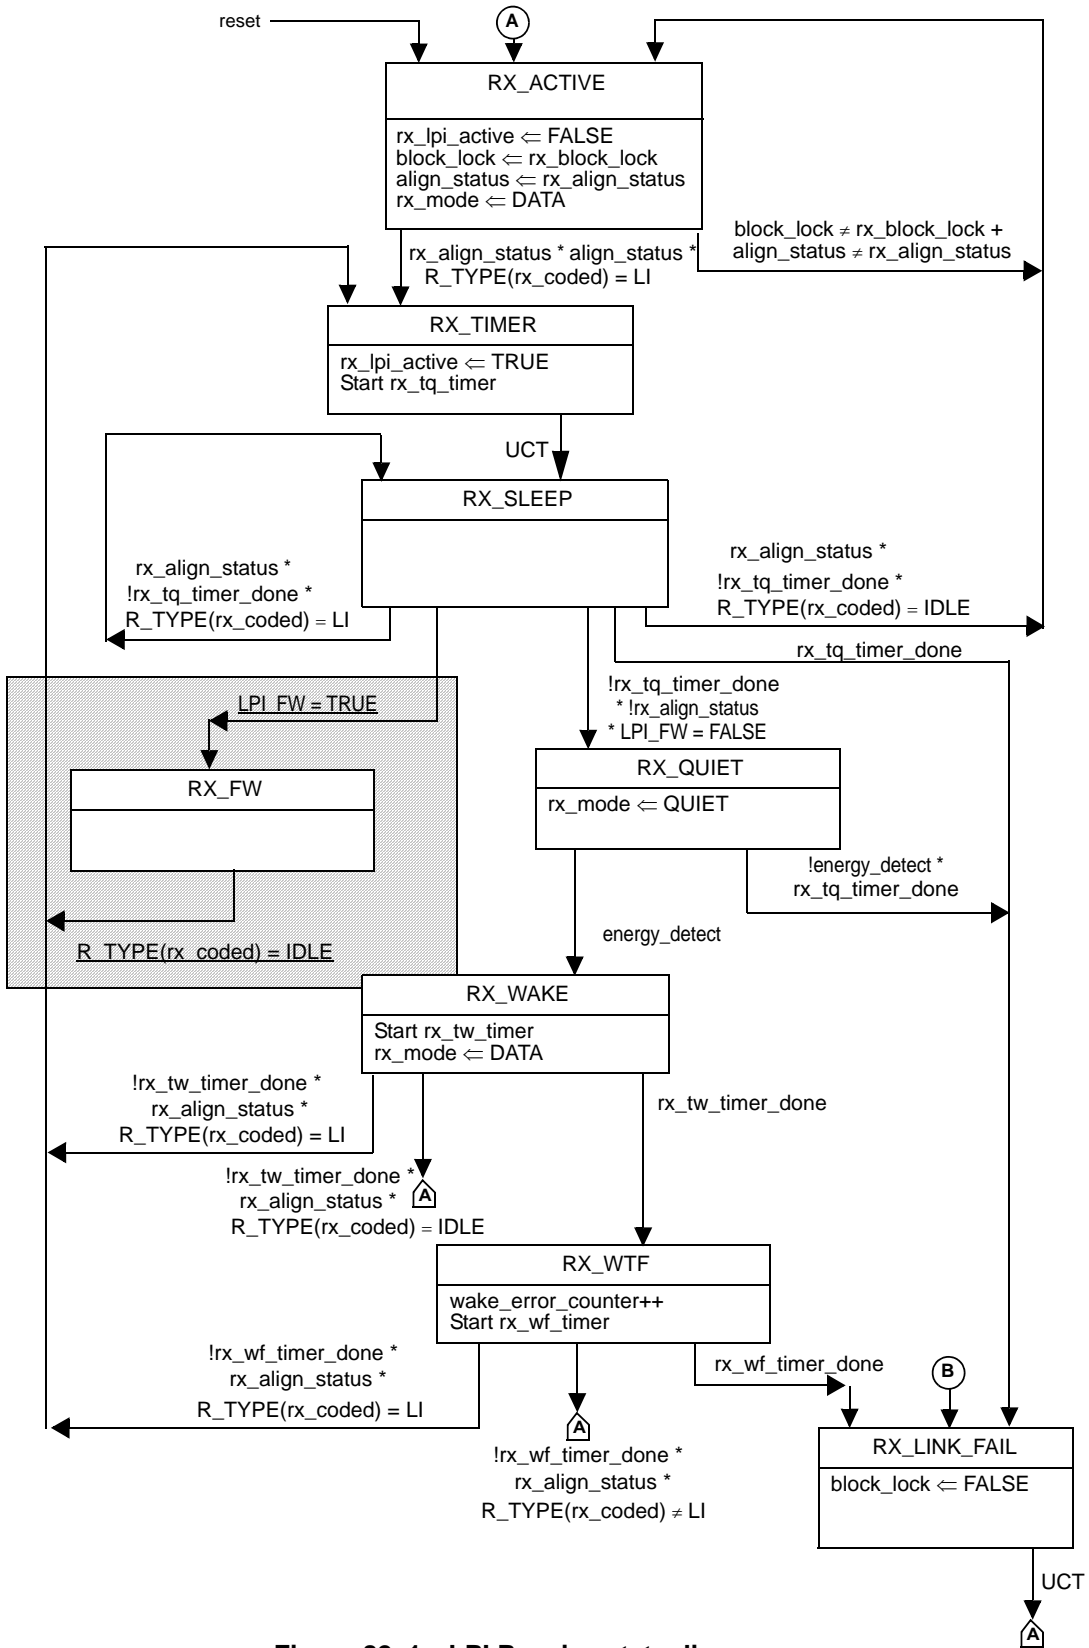 reset
A
RX_ACTIVE
rx_lpi_active ⇐ FALSE
block_lock ⇐ rx_block_lock
align_status ⇐ rx_align_status
rx_mode ⇐ DATA
block_lock ≠ rx_block_lock +
align_status ≠ rx_align_status
rx_align_status * align_status *
R_TYPE(rx_coded) = LI
RX_TIMER
rx_lpi_active ⇐ TRUE
Start rx_tq_timer
UCT
RX_SLEEP
rx_align_status *
!rx_tq_timer_done *
R_TYPE(rx_coded) = LI
rx_align_status *
!rx_tq_timer_done *
R_TYPE(rx_coded) = IDLE
rx_tq_timer_done
LPI_FW = TRUE
!rx_tq_timer_done
* !rx_align_status
* LPI_FW = FALSE
RX_FW
RX_QUIET
rx_mode ⇐ QUIET
!energy_detect *
rx_tq_timer_done
energy_detect
R_TYPE(rx_coded) = IDLE
RX_WAKE
Start rx_tw_timer
rx_mode ⇐ DATA
!rx_tw_timer_done *
rx_align_status *
R_TYPE(rx_coded) = LI
rx_tw_timer_done
!rx_tw_timer_done *
rx_align_status *
R_TYPE(rx_coded) = IDLE
A
RX_WTF
wake_error_counter++
Start rx_wf_timer
!rx_wf_timer_done *
rx_align_status *
R_TYPE(rx_coded) = LI
rx_wf_timer_done
B
A
!rx_wf_timer_done *
rx_align_status *
R_TYPE(rx_coded) ≠ LI
RX_LINK_FAIL
block_lock ⇐ FALSE
UCT
A